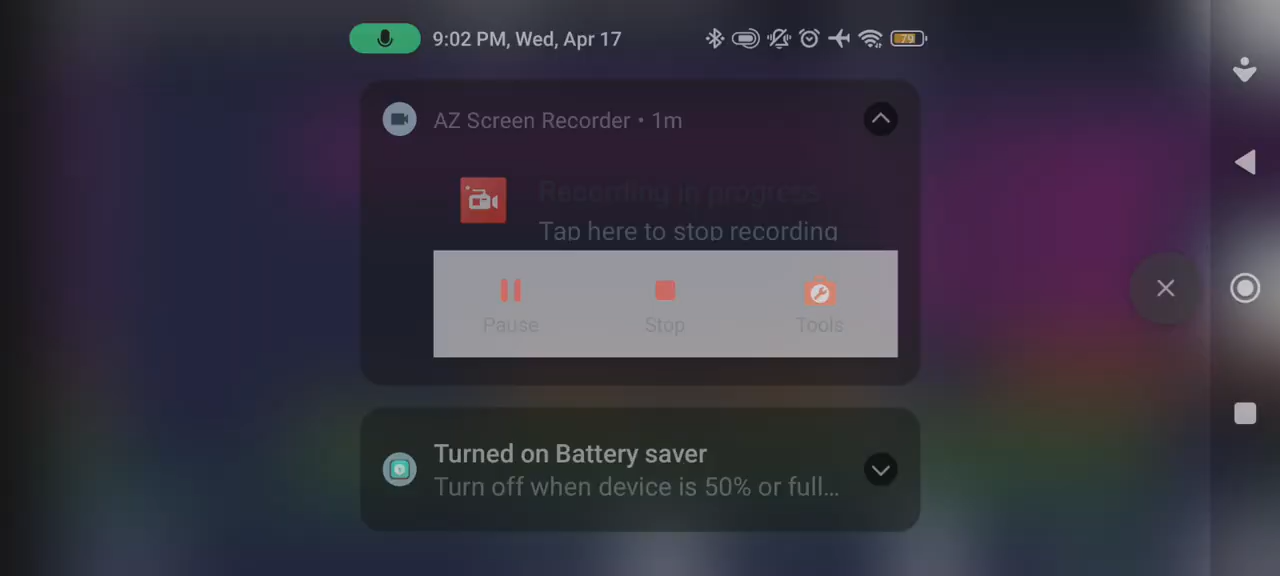 9:02 PM, Wed, Apr 17
79
AZ Screen Recorder • 1m
Recording in progress
Tap here to stop recording
Pause
Stop
Tools
Turned on Battery saver
Turn off when device is 50% or full...